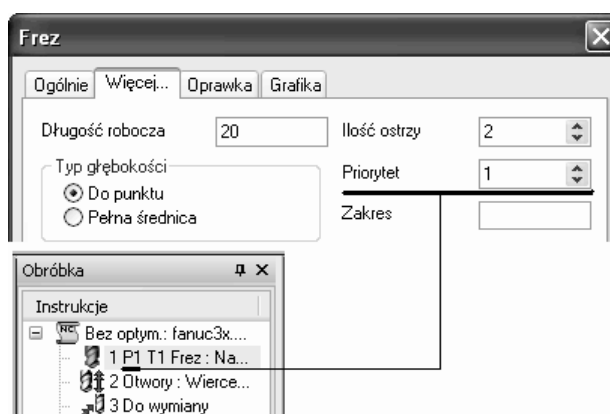 Frez
Ogólnie Więcej... Oprawka Grafika
Długość robocza 20 Ilość ostrzy 2
Typ głębokości
Do punktu
Pełna średnica
Priorytet 1
Zakres
Obróbka
Instrukcje
NC Bez optym.: fanuc3x....
1 P1 T1 Frez : Na...
2 Otwory : Wierce...
3 Do wymiany